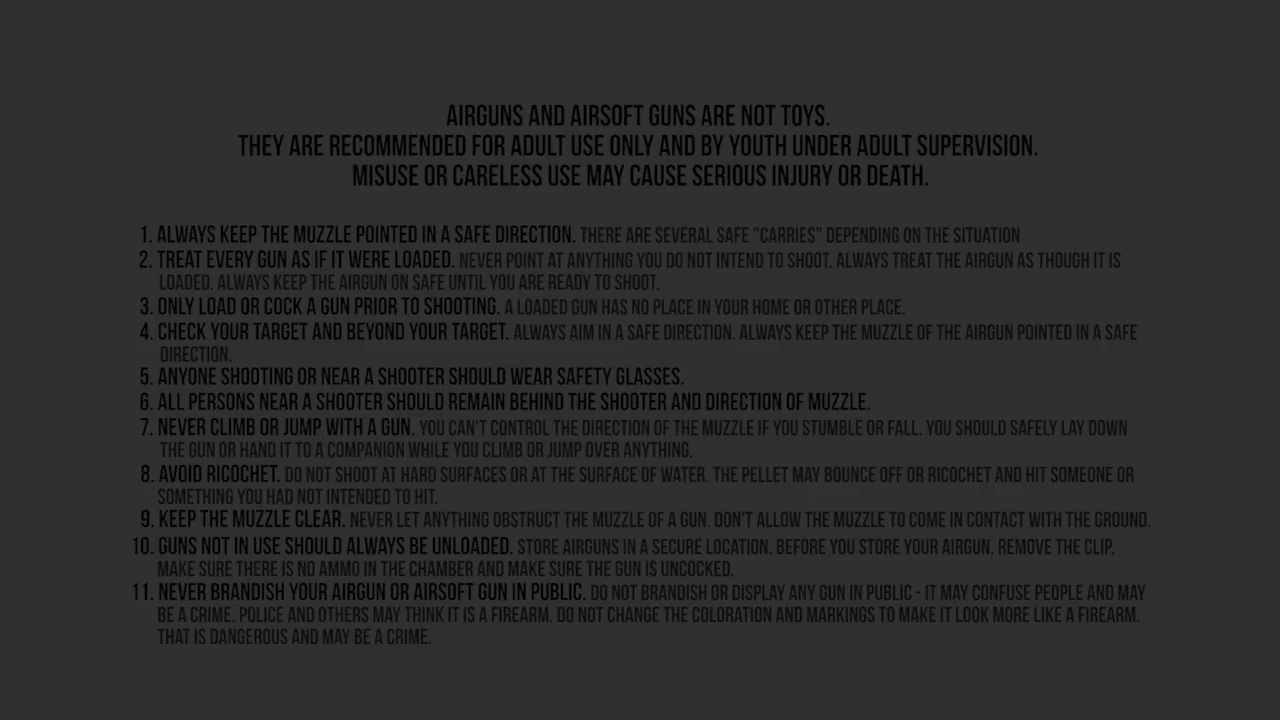 AIRGUNS AND AIRSOFT GUNS ARE NOT TOYS.
THEY ARE RECOMMENDED FOR ADULT USE ONLY AND BY YOUTH UNDER ADULT SUPERVISION.
MISUSE OR CARELESS USE MAY CAUSE SERIOUS INJURY OR DEATH.
1. ALWAYS KEEP THE MUZZLE POINTED IN A SAFE DIRECTION. THERE ARE SEVERAL SAFE "CARRIES" DEPENDING ON THE SITUATION
2. TREAT EVERY GUN AS IF IT WERE LOADED. NEVER POINT AT ANYTHING YOU DO NOT INTEND TO SHOOT. ALWAYS TREAT THE AIRGUN AS THOUGH IT IS
LOADED. ALWAYS KEEP THE AIRGUN ON SAFE UNTIL YOU ARE READY TO SHOOT.
3. ONLY LOAD OR COCK A GUN PRIOR TO SHOOTING. A LOADED GUN HAS NO PLACE IN YOUR HOME OR OTHER PLACE.
4. CHECK YOUR TARGET AND BEYOND YOUR TARGET. ALWAYS AIM IN A SAFE DIRECTION. ALWAYS KEEP THE MUZZLE OF THE AIRGUN POINTED IN A SAFE
DIRECTION.
5. ANYONE SHOOTING OR NEAR A SHOOTER SHOULD WEAR SAFETY GLASSES.
6. ALL PERSONS NEAR A SHOOTER SHOULD REMAIN BEHIND THE SHOOTER AND DIRECTION OF MUZZLE.
7. NEVER CLIMB OR JUMP WITH A GUN. YOU CAN'T CONTROL THE DIRECTION OF THE MUZZLE IF YOU STUMBLE OR FALL. YOU SHOULD SAFELY LAY DOWN
THE GUN OR HAND IT TO A COMPANION WHILE YOU CLIMB OR JUMP OVER ANYTHING.
8. AVOID RICOCHET. DO NOT SHOOT AT HARD SURFACES OR AT THE SURFACE OF WATER. THE PELLET MAY BOUNCE OFF OR RICOCHET AND HIT SOMEONE OR
SOMETHING YOU HAD NOT INTENDED TO HIT.
9. KEEP THE MUZZLE CLEAR. NEVER LET ANYTHING OBSTRUCT THE MUZZLE OF A GUN. DON'T ALLOW THE MUZZLE TO COME IN CONTACT WITH THE GROUND.
10. GUNS NOT IN USE SHOULD ALWAYS BE UNLOADED. STORE AIRGUNS IN A SECURE LOCATION. BEFORE YOU STORE YOUR AIRGUN, REMOVE THE CLIP,
MAKE SURE THERE IS NO AMMO IN THE CHAMBER AND MAKE SURE THE GUN IS UNCOCKED.
11. NEVER BRANDISH YOUR AIRGUN OR AIRSOFT GUN IN PUBLIC. DO NOT BRANDISH OR DISPLAY ANY GUN IN PUBLIC - IT MAY CONFUSE PEOPLE AND MAY
BE A CRIME. POLICE AND OTHERS MAY THINK IT IS A FIREARM. DO NOT CHANGE THE COLORATION AND MARKINGS TO MAKE IT LOOK MORE LIKE A FIREARM.
THAT IS DANGEROUS AND MAY BE A CRIME.